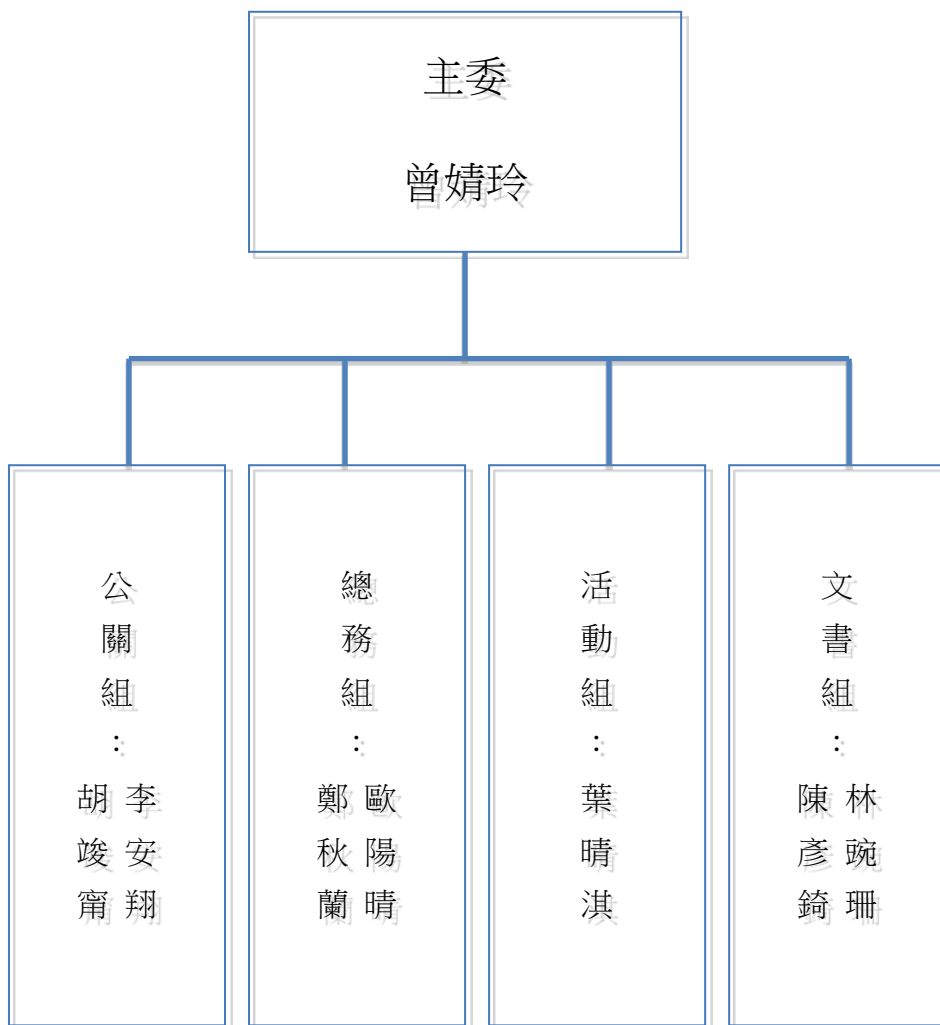 主委
曾婧玲
公關組：
李安翔
胡竣甯
總務組：
歐陽晴
鄭秋蘭
活動組：
葉晴淇
文書組：
林豌珊
陳彥錡